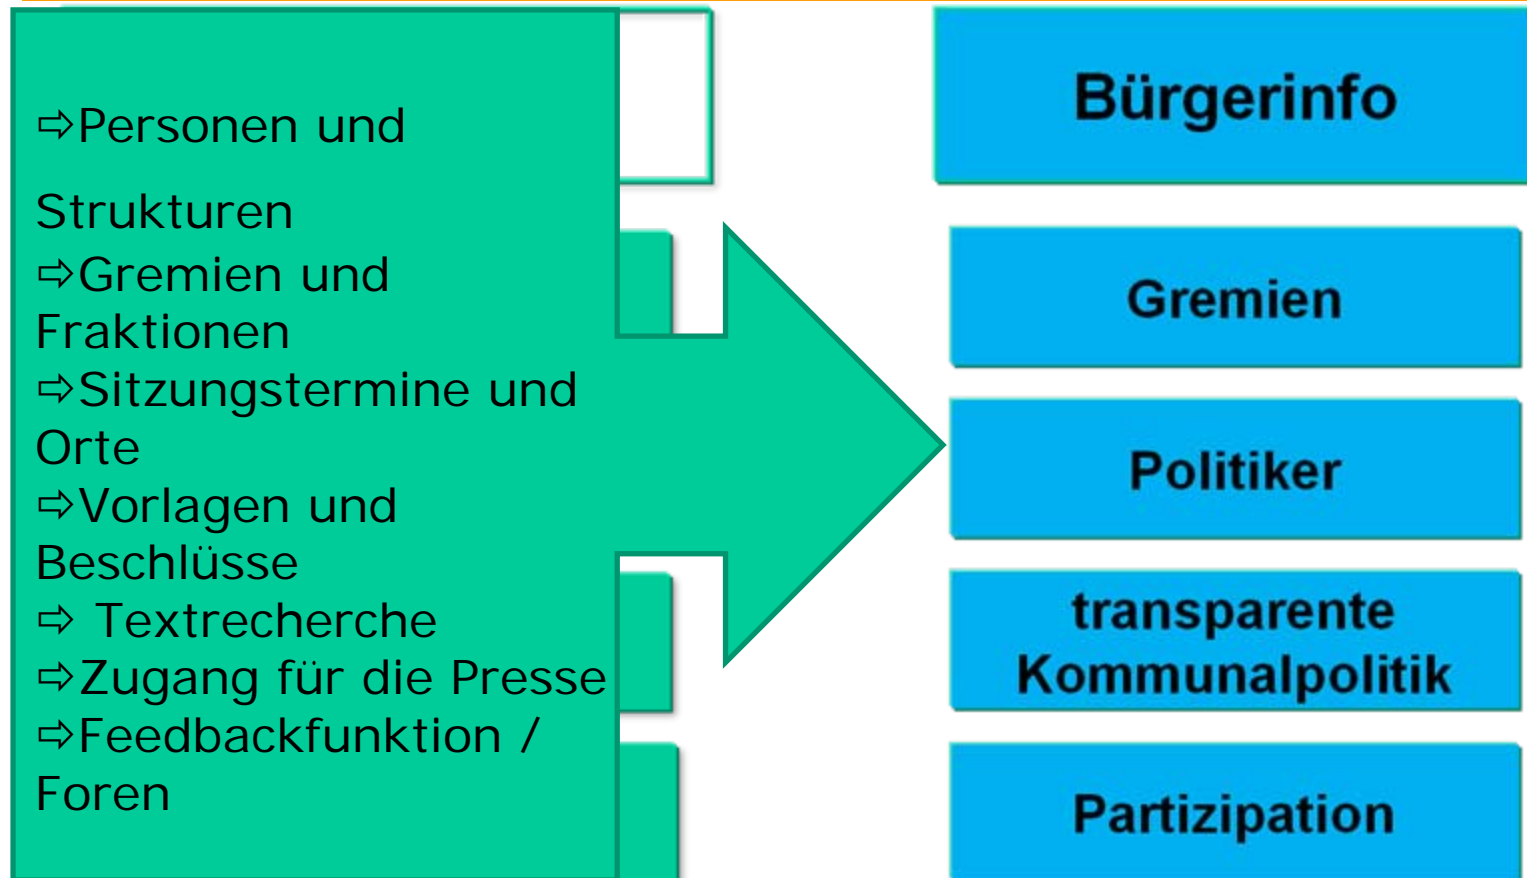 ⇨Personen und
Strukturen
⇨Gremien und
Fraktionen
⇨Sitzungstermine und
Orte
⇨Vorlagen und
Beschlüsse
⇨ Textrecherche
⇨Zugang für die Presse
⇨Feedbackfunktion /
Foren
Bürgerinfo
Gremien
Politiker
transparente
Kommunalpolitik
Partizipation